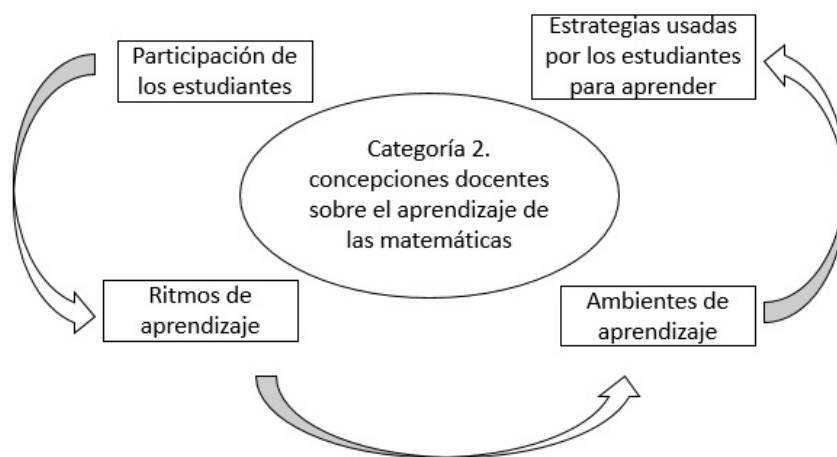 Participación de
los estudiantes
Estrategias usadas
por los estudiantes
para aprender
Categoría 2.
concepciones docentes
sobre el aprendizaje de
las matemáticas
Ritmos de
aprendizaje
Ambientes de
aprendizaje